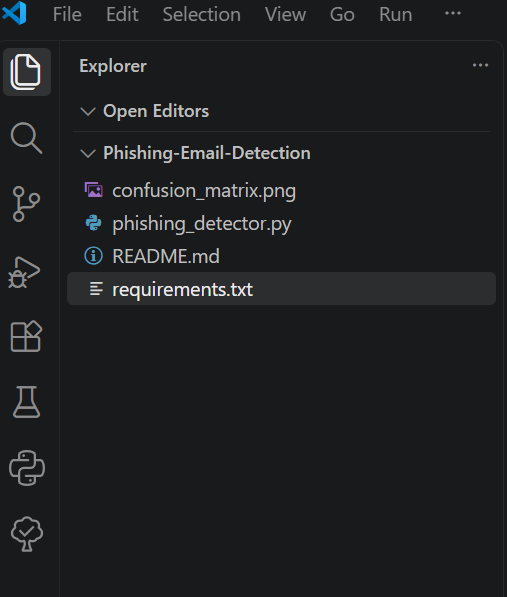 File Edit Selection View Go Run ...
Explorer ...
Open Editors
Phishing-Email-Detection
confusion_matrix.png
phishing_detector.py
README.md
requirements.txt